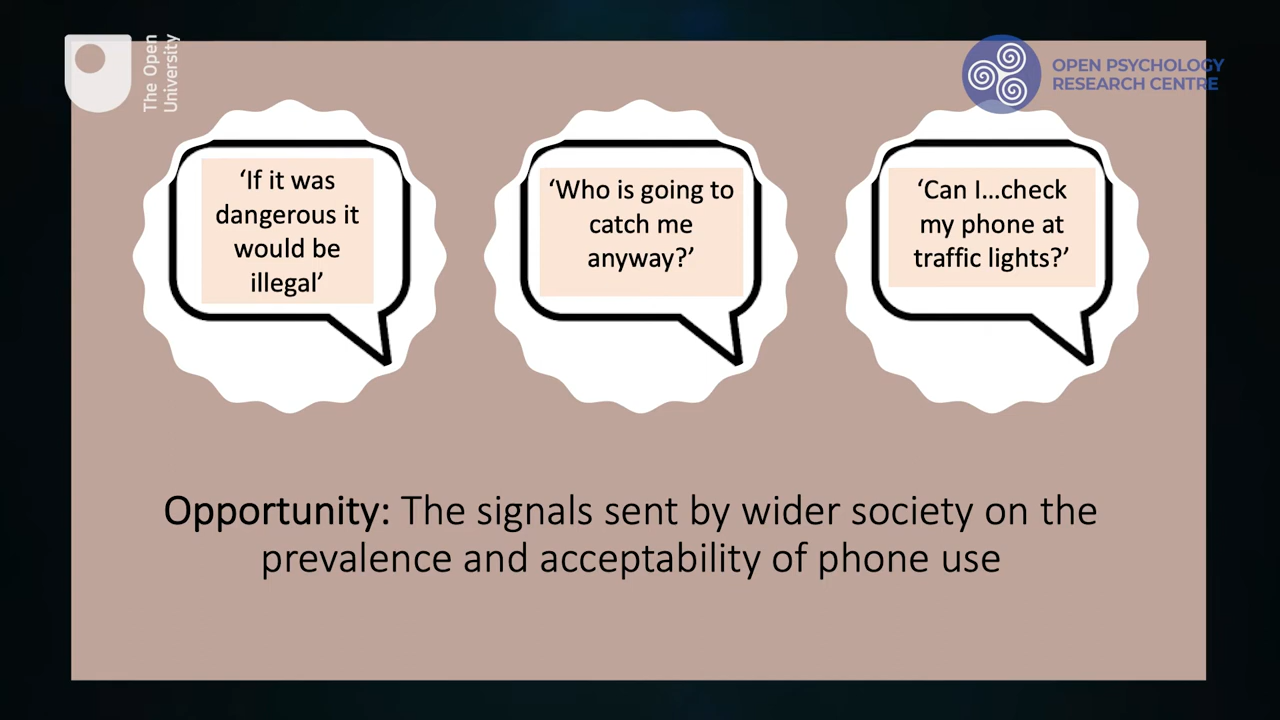 The Open
University
OPEN PSYCHOLOGY
RESEARCH CENTRE
‘If it was
dangerous it
would be
illegal’
‘Who is going to
catch me
anyway?’
‘Can I...check
my phone at
traffic lights?’
Opportunity: The signals sent by wider society on the
prevalence and acceptability of phone use